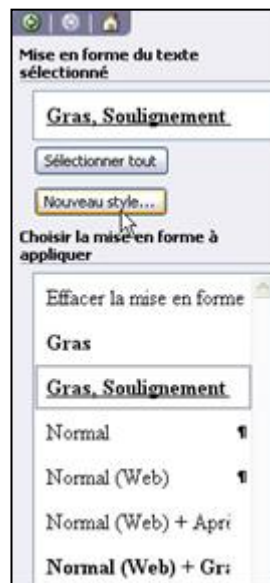 Mise en forme du texte
sélectionné
Gras, Soulignement
Sélectionner tout
Nouveau style...
Choisir la mise en forme à
appliquer
Effacer la mise en forme
Gras
Gras, Soulignement
Normal ¶
Normal (Web) ¶
Normal (Web) + Apr
Normal (Web) + Gra